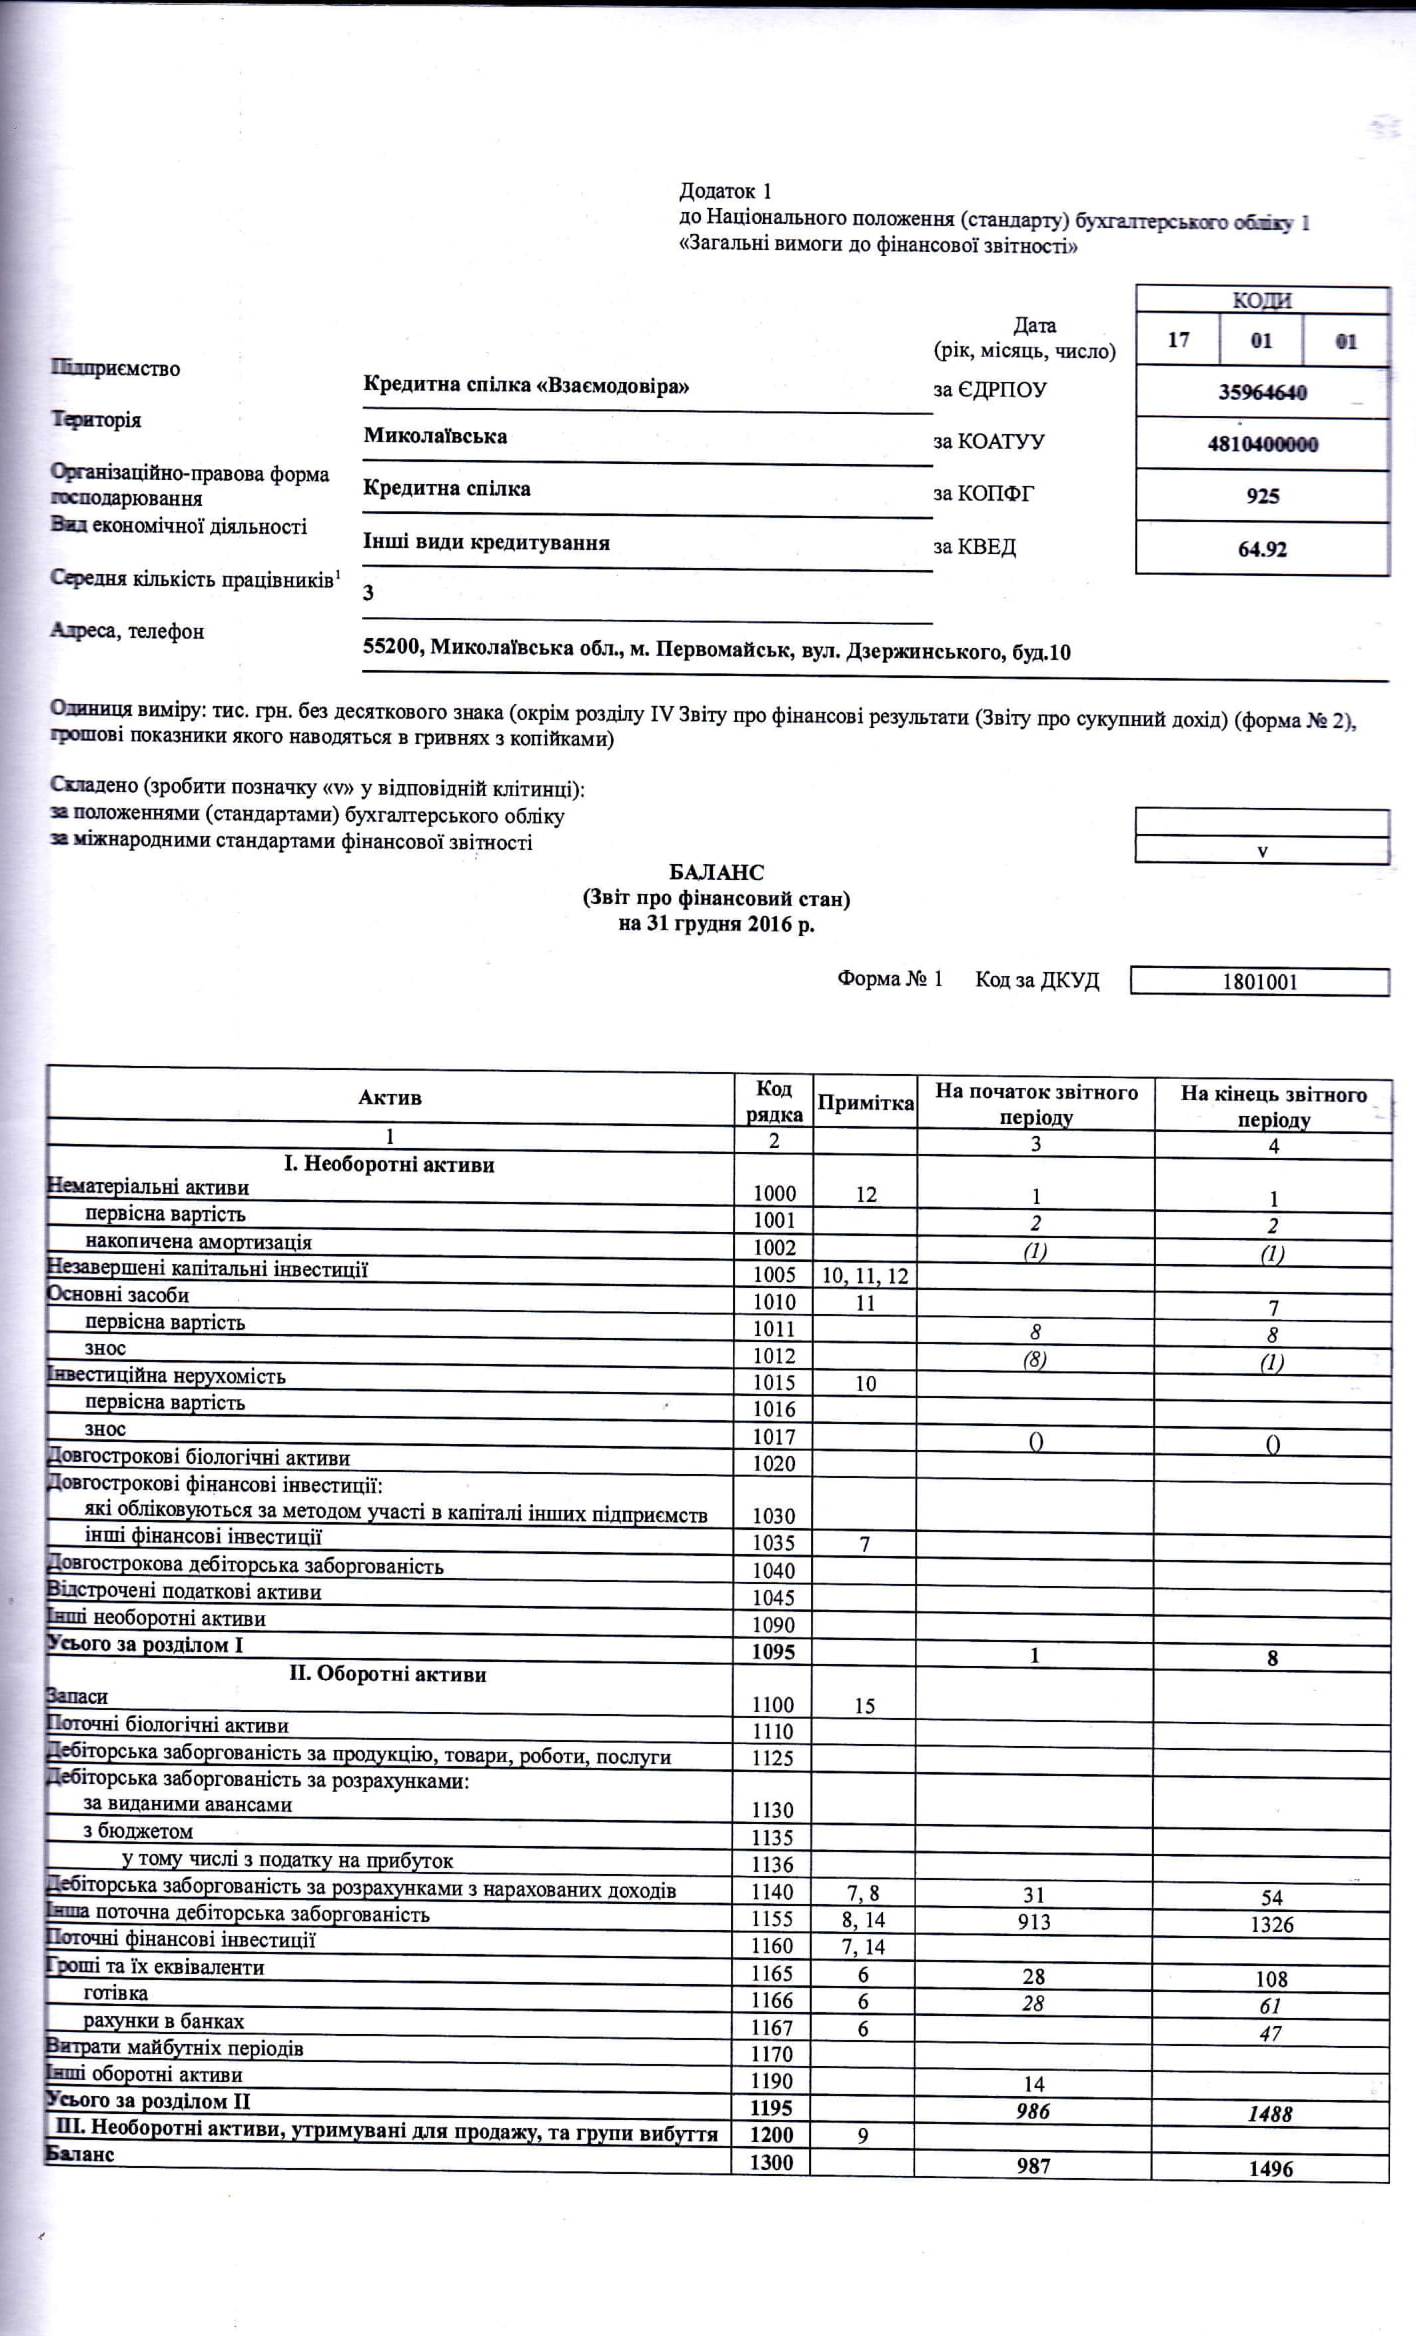 Додаток 1
до Національного положення (стандарту) бухгалтерського обліку 1
«Загальні вимоги до фінансової звітності»
КОДИ
Дата
(рік, місяць, число) 17 01 01
Підприємство Кредитна спілка «Взаємодовіра» за ЄДРПОУ 35964640
Територія Миколаївська за КОАТУУ 4810400000
Організаційно-правова форма
господарювання Кредитна спілка за КОПФГ 925
Вид економічної діяльності Інші види кредитування за КВЕД 64.92
Середня кількість працівників1 3
Адреса, телефон 55200, Миколаївська обл., м. Первомайськ, вул. Дзержинського, буд.10
Одиниця виміру: тис. грн. без десяткового знака (окрім розділу IV Звіту про фінансові результати (Звіту про сукупний дохід) (форма № 2),
грошові показники якого наводяться в гривнях з копійками)
Складено (зробити позначку «v» у відповідній клітинці):
за положеннями (стандартами) бухгалтерського обліку
за міжнародними стандартами фінансової звітності v
БАЛАНС
(Звіт про фінансовий стан)
на 31 грудня 2016 р.
Форма № 1 Код за ДКУД 1801001
Актив Код рядка Примітка На початок звітного періоду На кінець звітного періоду
1 2 3 4
І. Необоротні активи
Нематеріальні активи 1000 12 1 1
первісна вартість 1001 2 2
накопичена амортизація 1002 (1) (1)
Незавершені капітальні інвестиції 1005 10, 11, 12
Основні засоби 1010 11 7
первісна вартість 1011 8 8
знос 1012 (8) (1)
Інвестиційна нерухомість 1015 10
первісна вартість 1016
знос 1017 () ()
Довгострокові біологічні активи 1020
Довгострокові фінансові інвестиції:
які обліковуються за методом участі в капіталі інших підприємств 1030
інші фінансові інвестиції 1035 7
Довгострокова дебіторська заборгованість 1040
Відстрочені податкові активи 1045
Інші необоротні активи 1090
Усього за розділом І 1095 1 8
ІІ. Оборотні активи
Запаси 1100 15
Поточні біологічні активи 1110
Дебіторська заборгованість за продукцію, товари, роботи, послуги 1125
Дебіторська заборгованість за розрахунками:
за виданими авансами 1130
з бюджетом 1135
у тому числі з податку на прибуток 1136
Дебіторська заборгованість за розрахунками з нарахованих доходів 1140 7, 8 31 54
Інша поточна дебіторська заборгованість 1155 8, 14 913 1326
Поточні фінансові інвестиції 1160 7, 14
Гроші та їх еквіваленти 1165 6 28 108
готівка 1166 6 28 61
рахунки в банках 1167 6 47
Витрати майбутніх періодів 1170
Інші оборотні активи 1190 14
Усього за розділом ІІ 1195 986 1488
ІІІ. Необоротні активи, утримувані для продажу, та групи вибуття 1200 9
Баланс 1300 987 1496